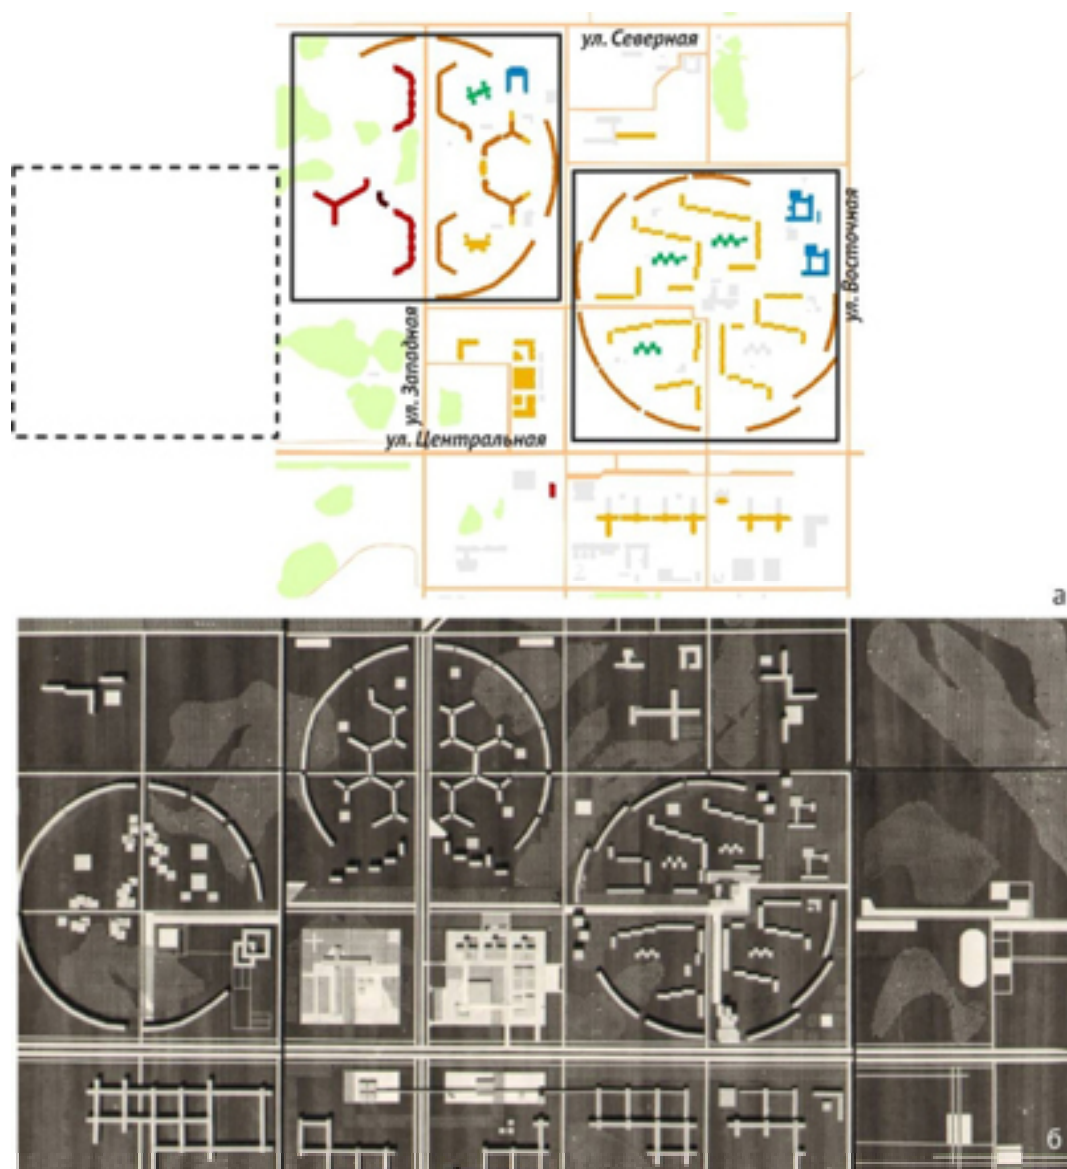 ул. Северная
ул. Восточная
ул. Западная
ул. Центральная
а
б